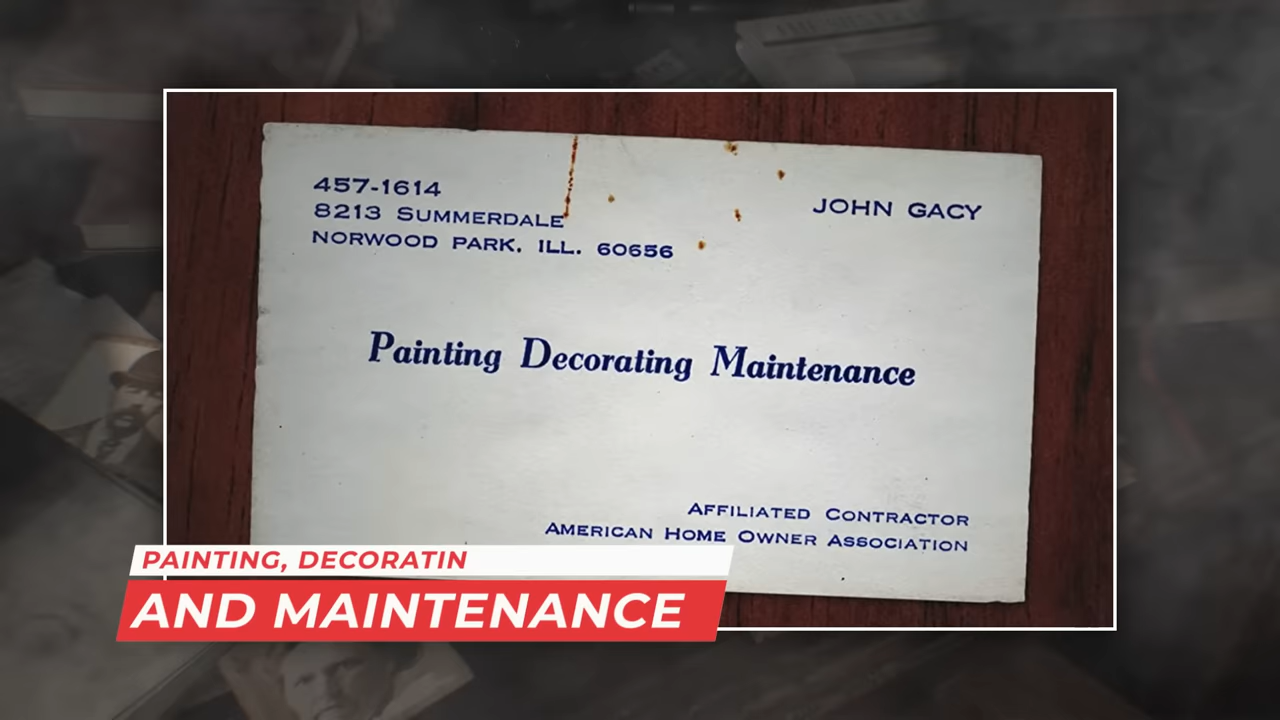 457-1614
8213 SUMMERDALE
NORWOOD PARK, ILL. 60656
JOHN GACY
Painting Decorating Maintenance
AFFILIATED CONTRACTOR
AMERICAN HOME OWNER ASSOCIATION
PAINTING, DECORATIN
AND MAINTENANCE